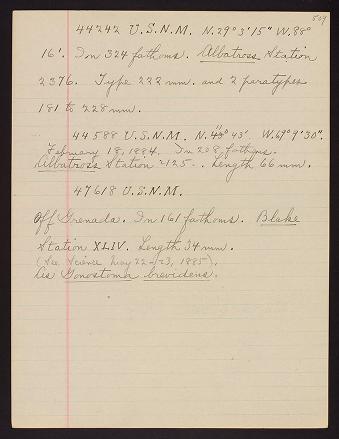 509
44242 U.S.N.M. N. 29° 3' 15" W. 88°
16'. In 324 fathoms. Albatross Station
2376. Type 222 mm. and 2 paratypes
181 to 228 mm.
44588 U.S.N.M. N. 43° 43'. W. 69° 9' 30".
February 18, 1884. In 208 fathoms.
Albatross Station 2125. Length 66 mm.
47618 U.S.N.M.
Off Grenada. In 161 fathoms. Blake
Station XLIV. Length 34 mm.
(See Science May 22-23, 1885).
As Gonostoma brevidens.